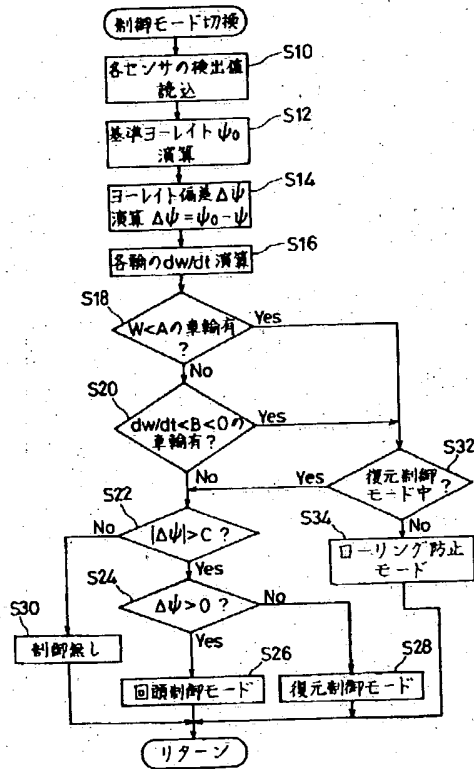 制御モード切換
S10
各センサの検出値
読込
S12
基準ヨーレイトψ₀
演算
S14
ヨーレイト偏差Δψ
演算 Δψ=ψ₀-ψ
S16
各輪のdw/dt演算
S18
W<Aの車輪有
?
Yes
No
S20
dw/dt<B<0の
車輪有?
Yes
No
S32
復元制御
モード中?
Yes
No
S22
|Δψ|>C?
No
Yes
S34
ローリング防止
モード
S24
Δψ>0?
No
Yes
S30
制御無し
S26
回頭制御モード
S28
復元制御モード
リターン